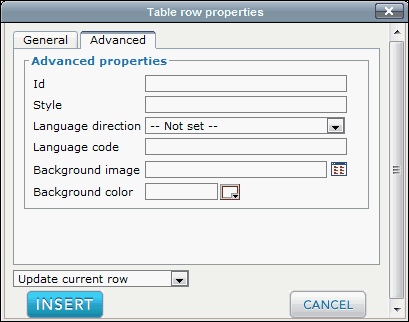 Table row properties
General Advanced
Advanced properties
Id
Style
Language direction -- Not set --
Language code
Background image
Background color
Update current row
INSERT CANCEL